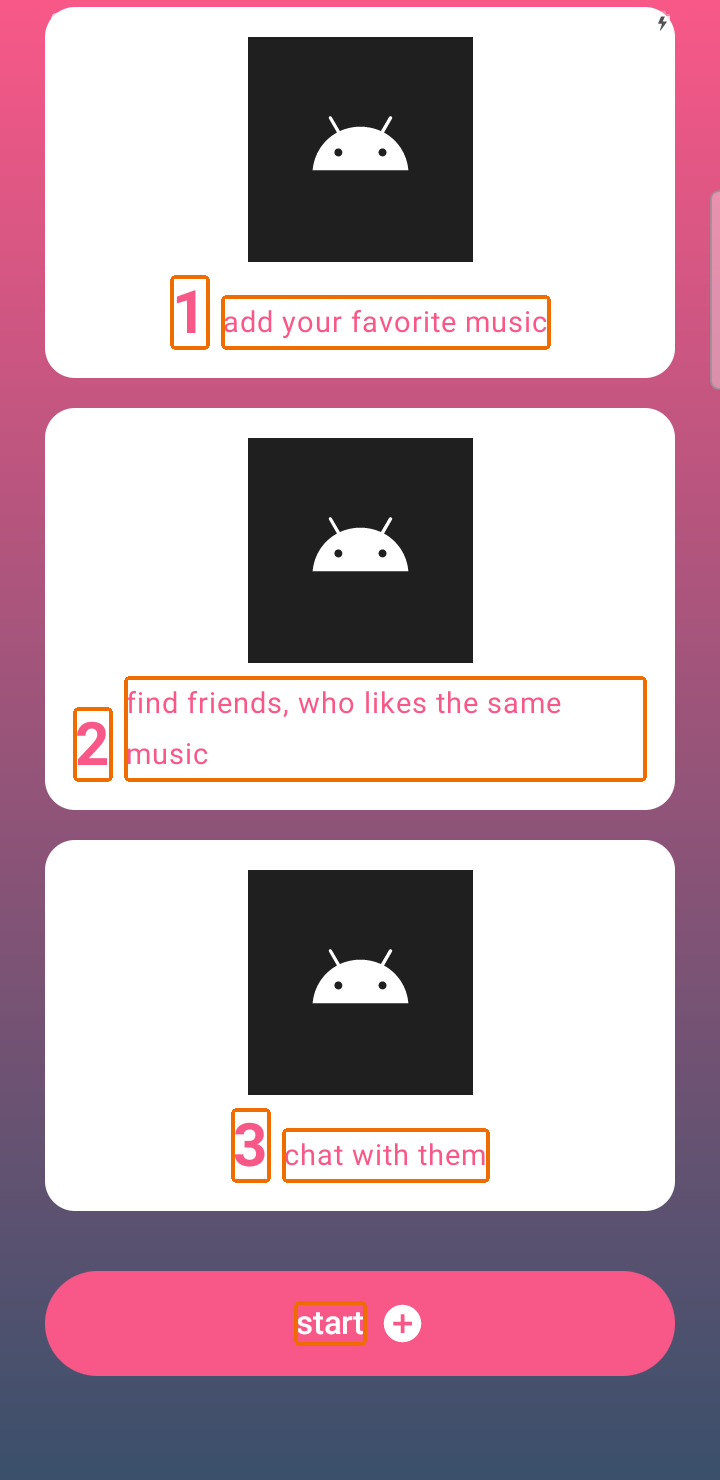 1 add your favorite music
find friends, who likes the same
2 music
3 chat with them
start